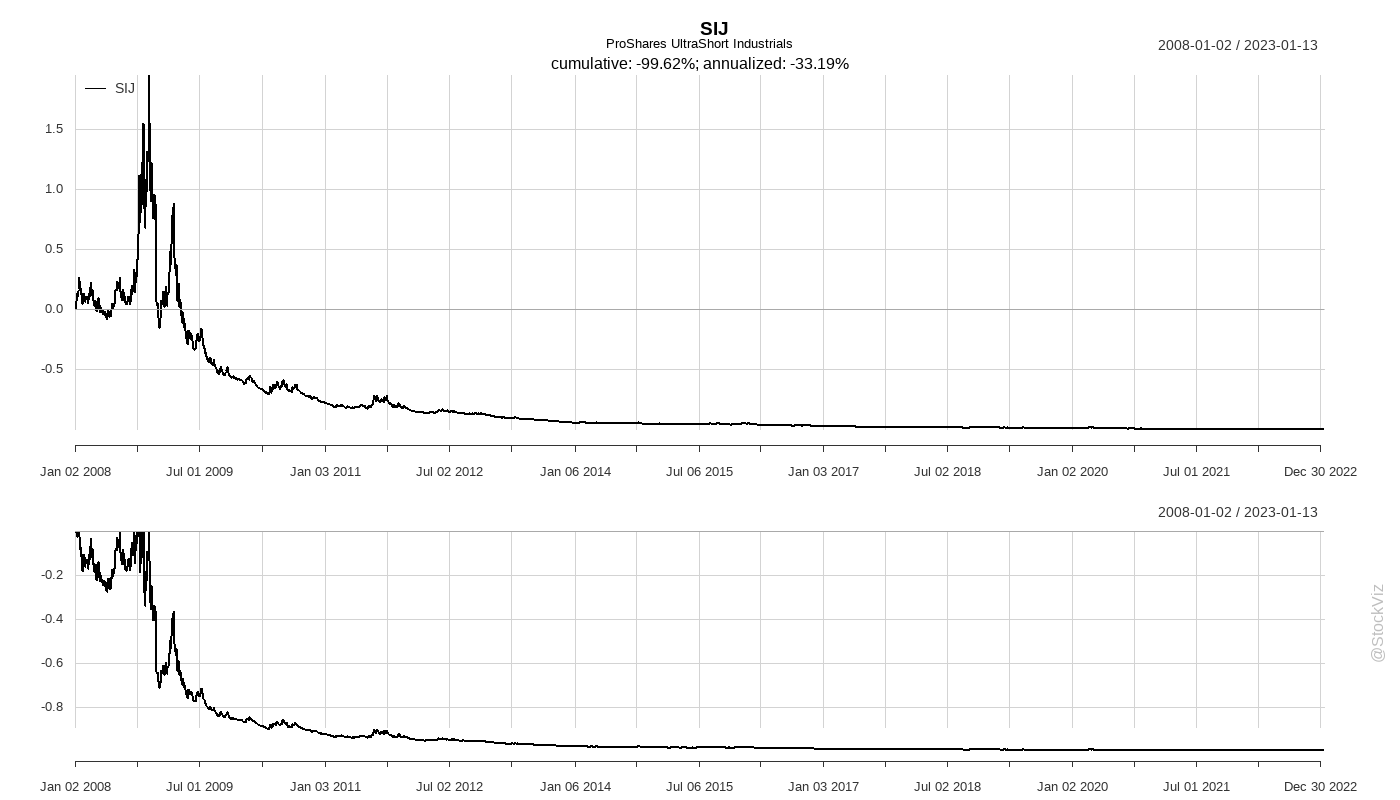 SIJ
ProShares UltraShort Industrials
2008-01-02 / 2023-01-13
cumulative: -99.62%; annualized: -33.19%
SIJ
1.5
1.0
0.5
0.0
-0.5
Jan 02 2008 Jul 01 2009 Jan 03 2011 Jul 02 2012 Jan 06 2014 Jul 06 2015 Jan 03 2017 Jul 02 2018 Jan 02 2020 Jul 01 2021 Dec 30 2022
2008-01-02 / 2023-01-13
-0.2
-0.4
-0.6
-0.8
@StockViz
Jan 02 2008 Jul 01 2009 Jan 03 2011 Jul 02 2012 Jan 06 2014 Jul 06 2015 Jan 03 2017 Jul 02 2018 Jan 02 2020 Jul 01 2021 Dec 30 2022